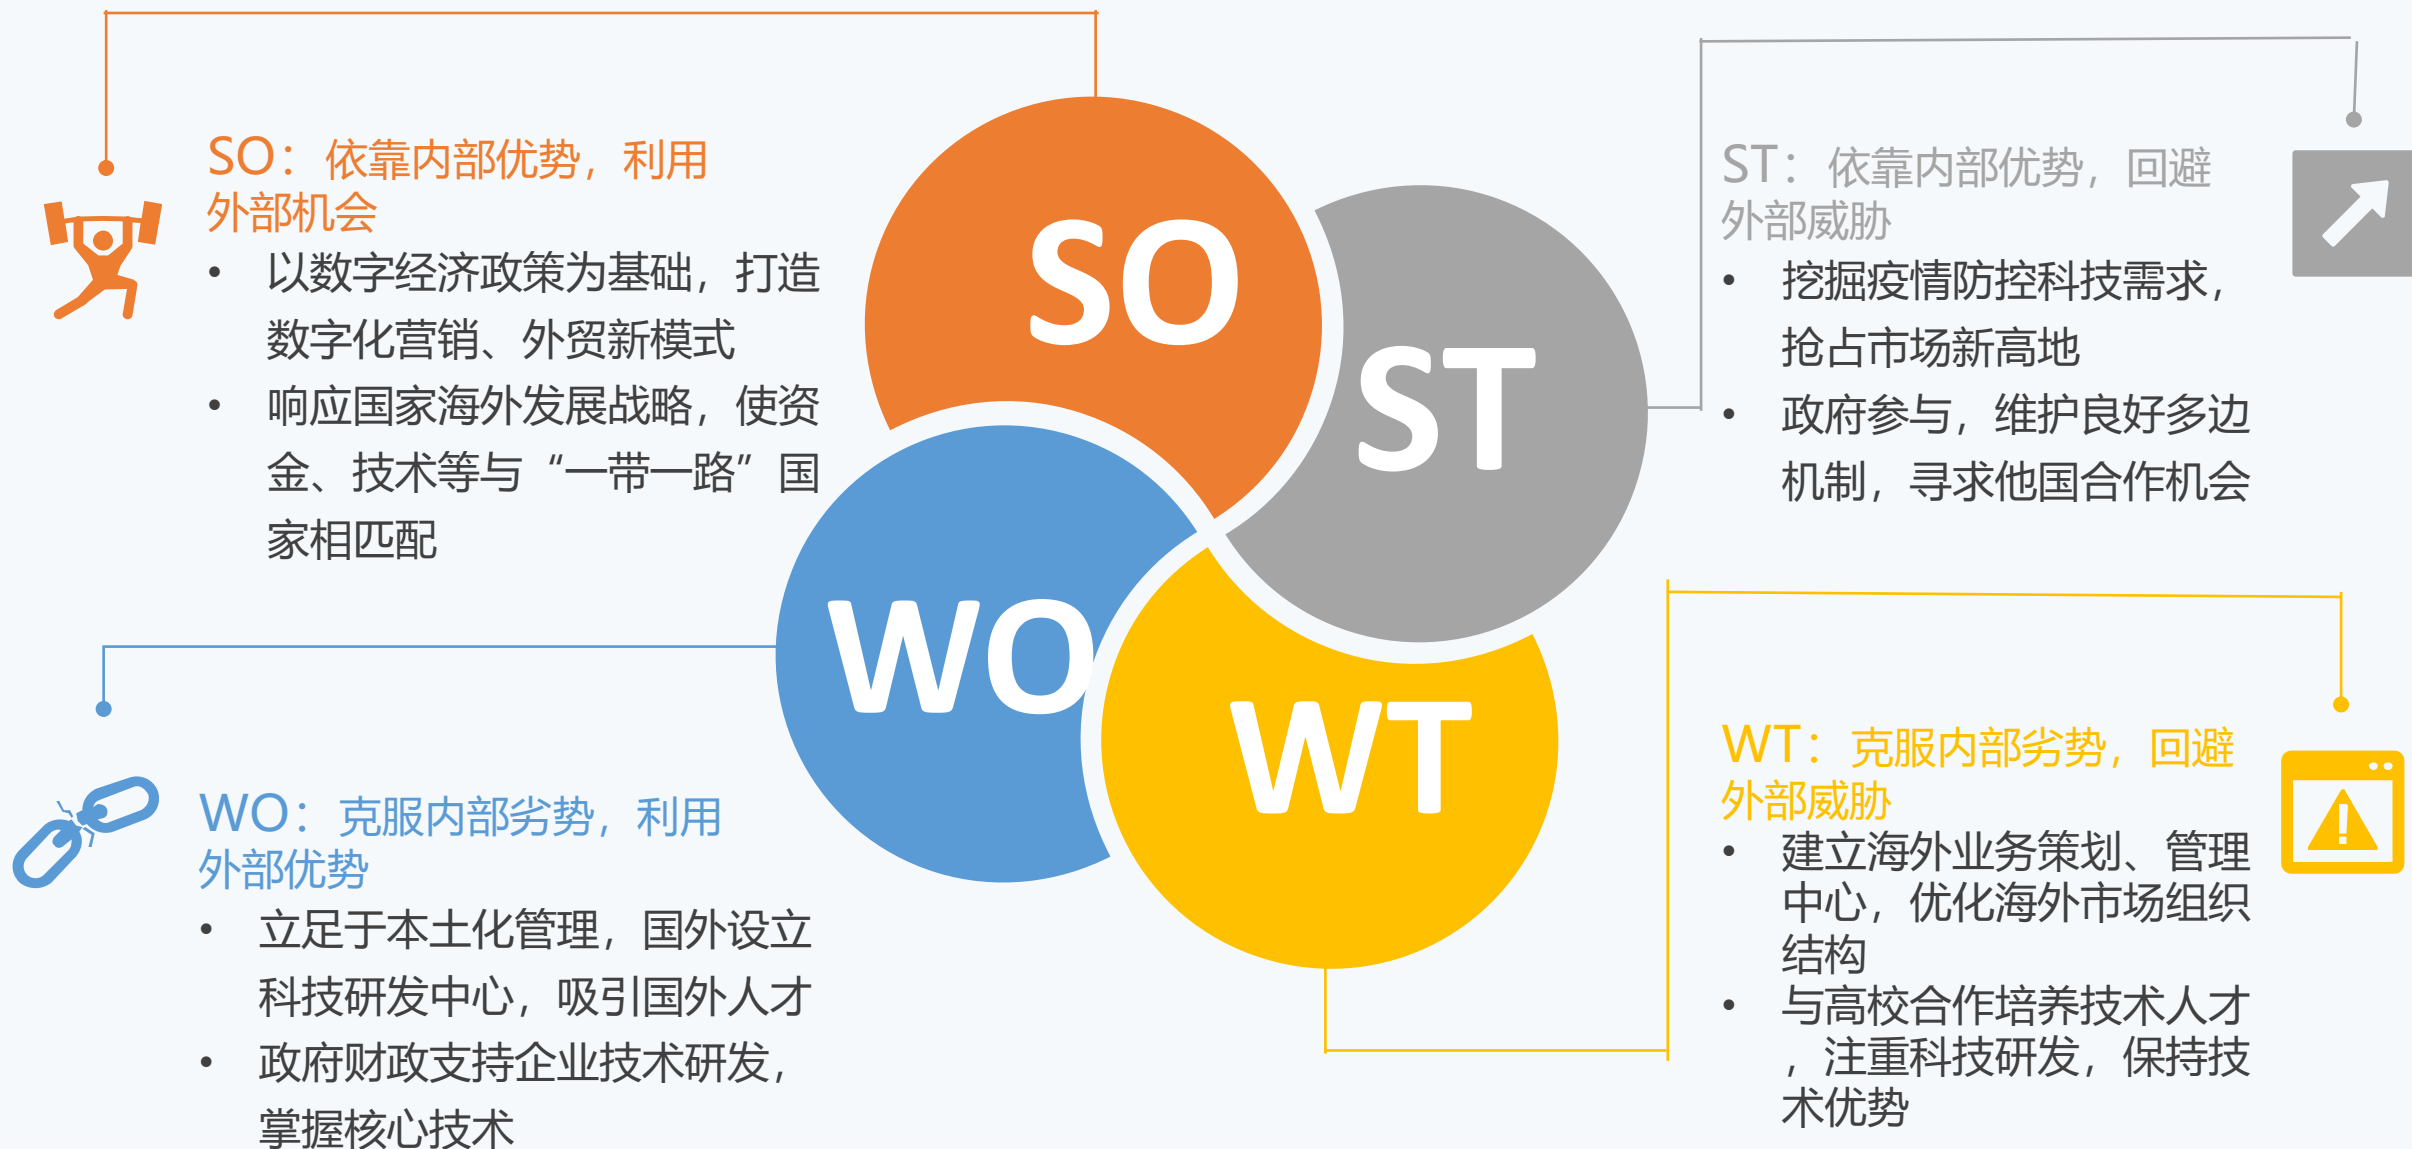 SO：依靠内部优势，利用
外部机会
• 以数字经济政策为基础，打造
数字化营销、外贸新模式
• 响应国家海外发展战略，使资
金、技术等与“一带一路”国
家相匹配
SO
ST
WO
WT
ST：依靠内部优势，回避
外部威胁
• 挖掘疫情防控科技需求，
抢占市场新高地
• 政府参与，维护良好多边
机制，寻求他国合作机会
WO：克服内部劣势，利用
外部优势
• 立足于本土化管理，国外设立
科技研发中心，吸引国外人才
• 政府财政支持企业技术研发，
掌握核心技术
WT：克服内部劣势，回避
外部威胁
• 建立海外业务策划、管理
中心，优化海外市场组织
结构
• 与高校合作培养技术人才
，注重科技研发，保持技
术优势